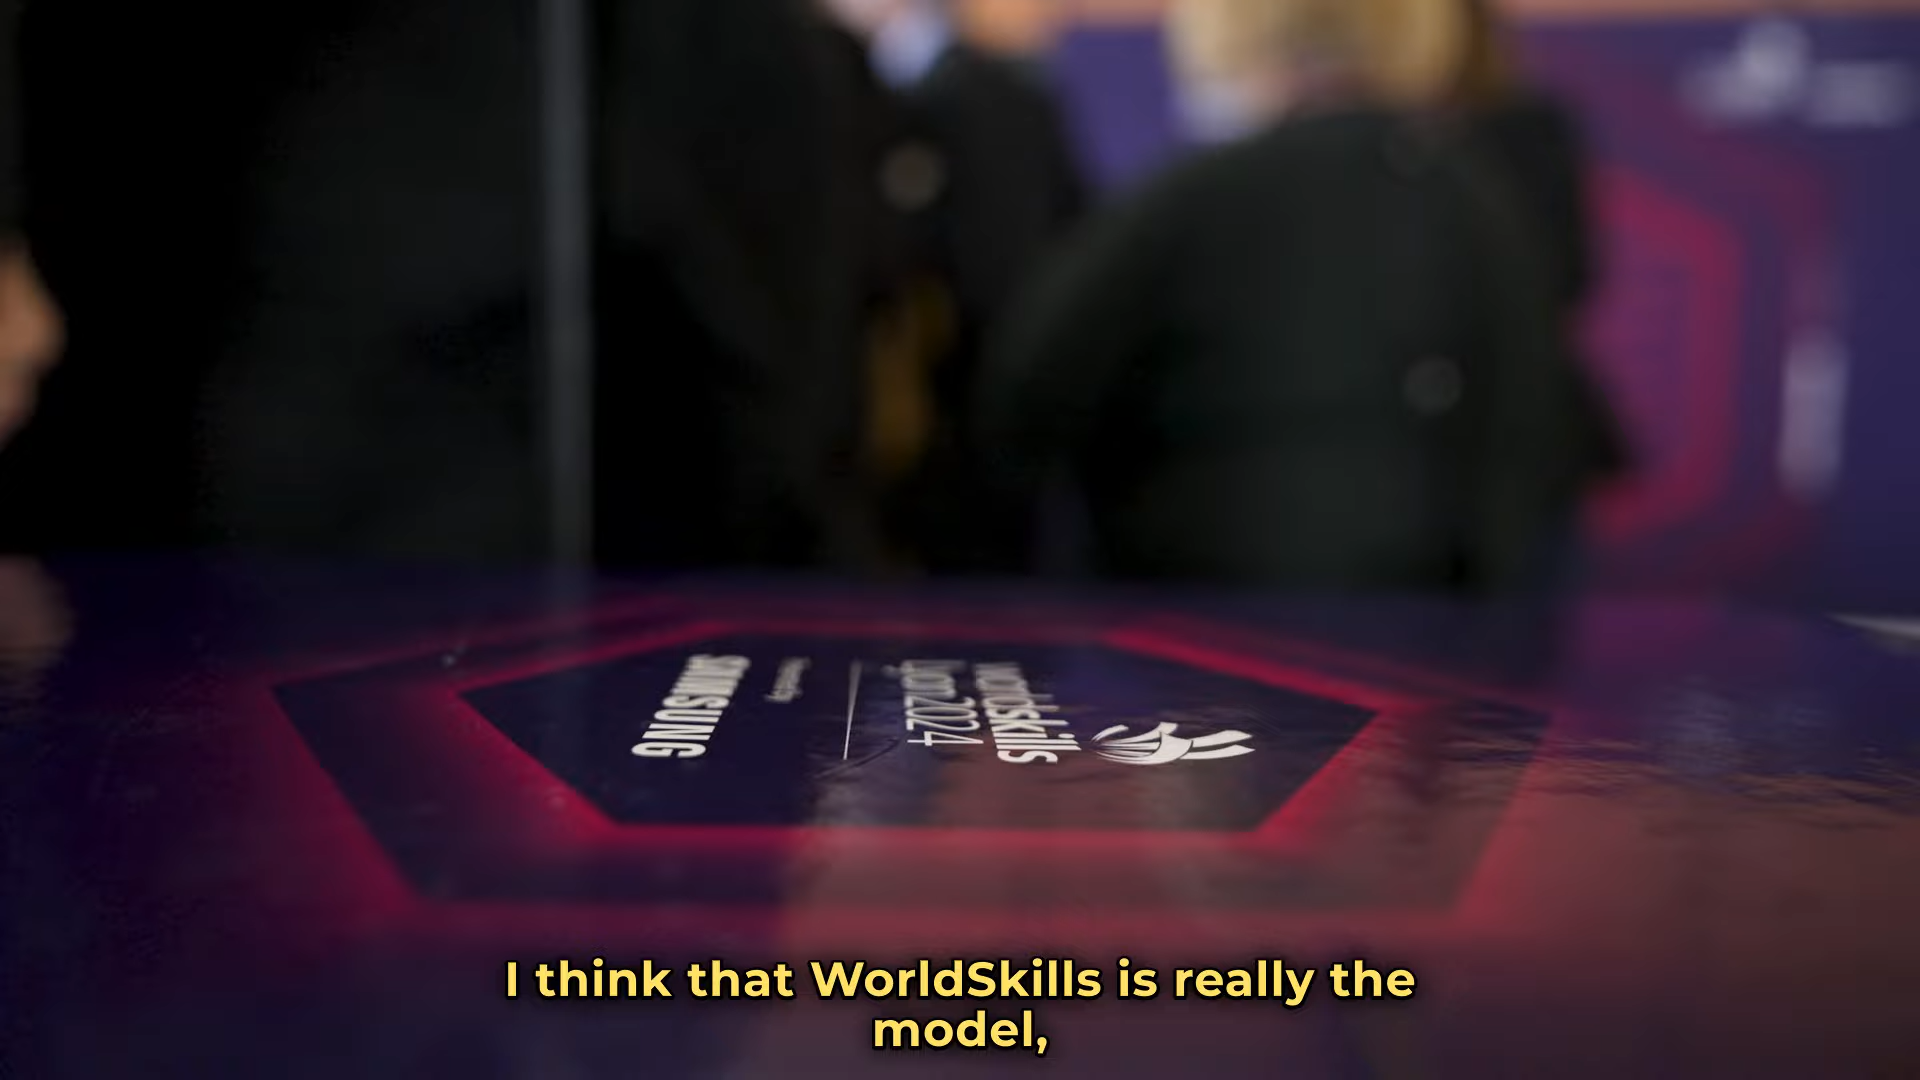 worldskills
Lyon 2024
SAMSUNG
I think that WorldSkills is really the
model,